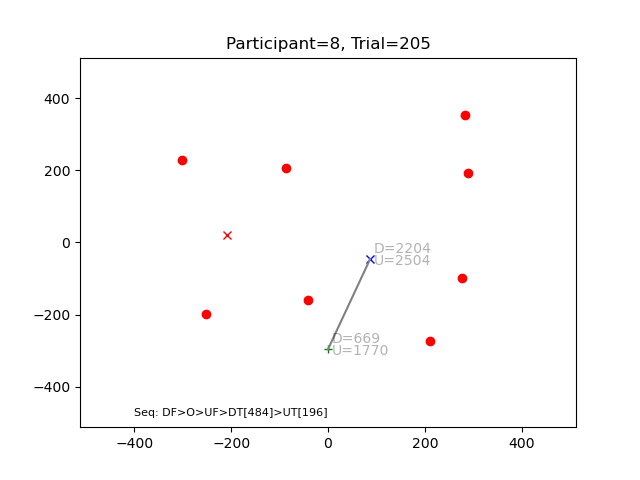 Participant=8, Trial=205
400
200
0
−200
−400
D=2204
U=2504
D=669
U=1770
Seq: DF>O>UF>DT[484]>UT[196]
−400 −200 0 200 400